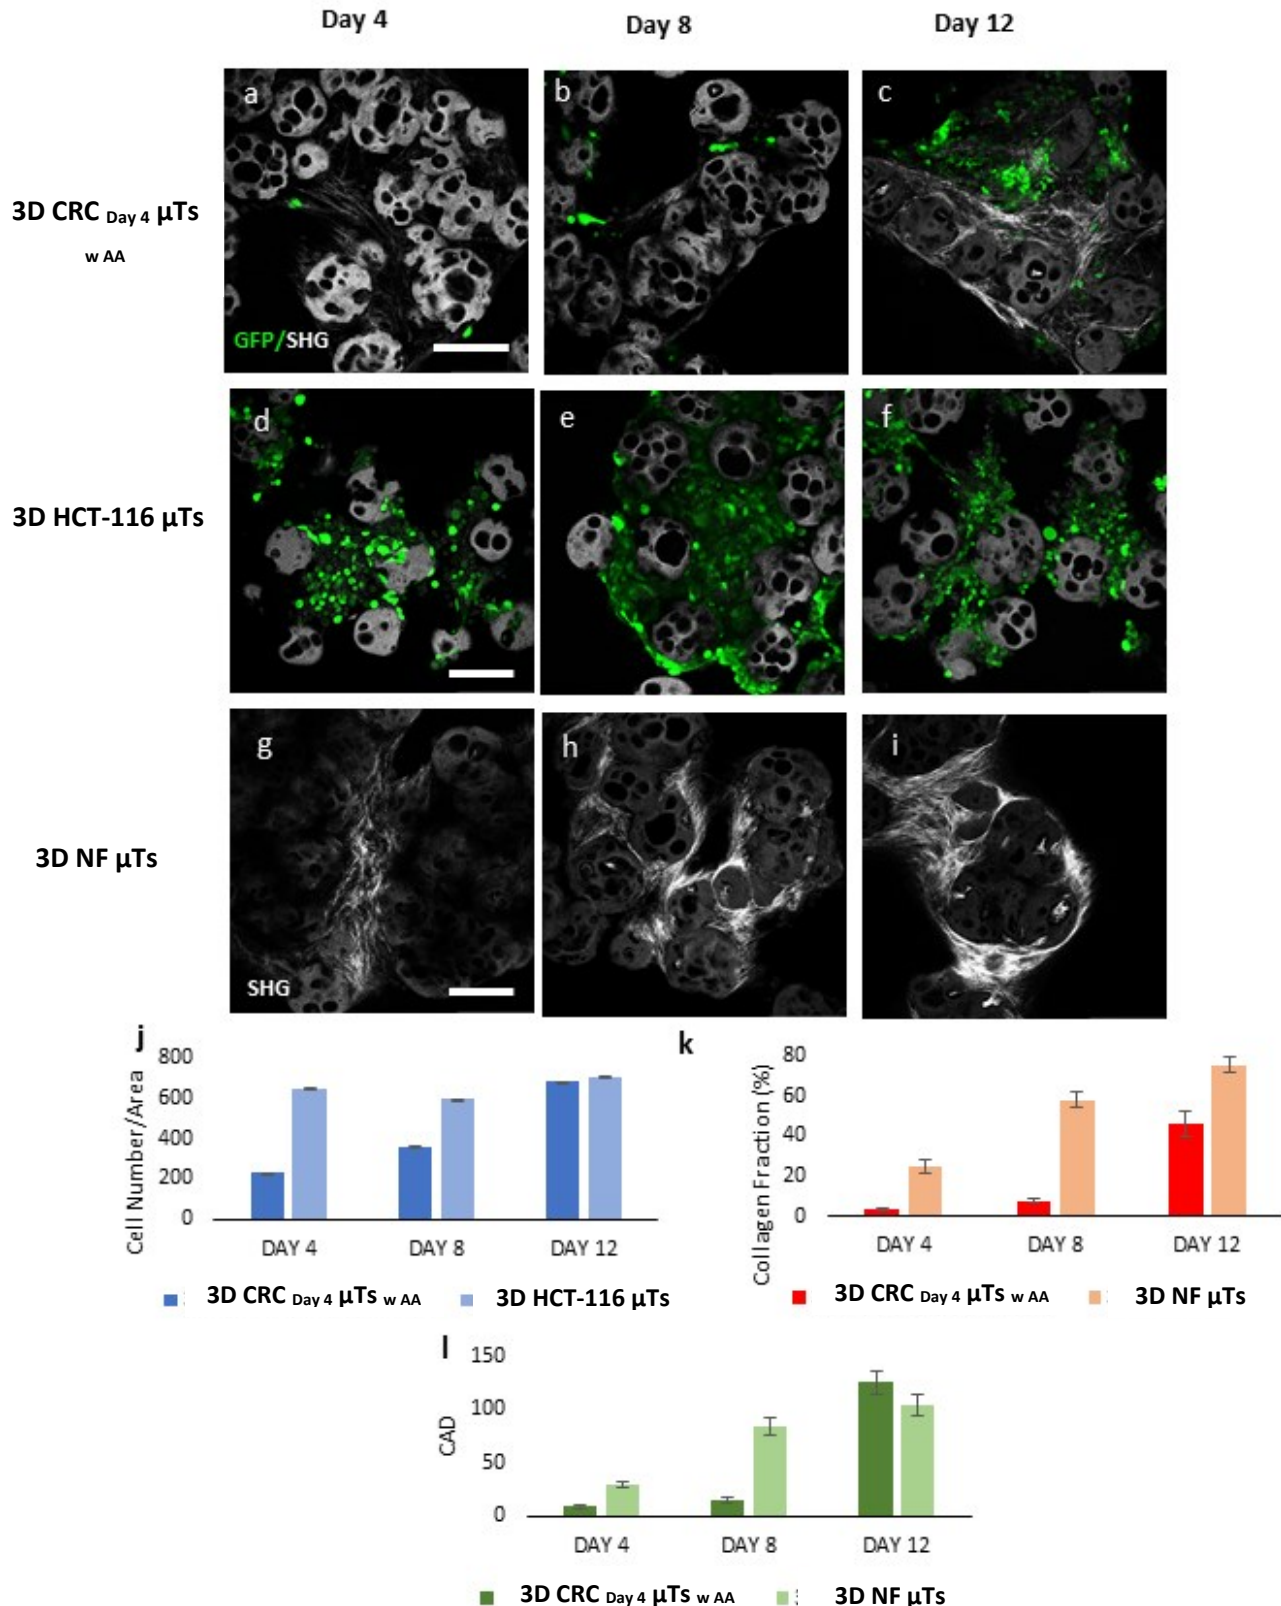 Day 4 Day 8 Day 12
a b c
3D CRC Day 4 μTs
w AA
GFP/SHG
d e f
3D HCT-116 μTs
g h i
3D NF μTs
SHG
j
Cell Number/Area
800
600
400
200
0
DAY 4 DAY 8 DAY 12
3D CRC Day 4 μTs w AA 3D HCT-116 μTs
k
Collagen Fraction (%)
80
60
40
20
0
DAY 4 DAY 8 DAY 12
3D CRC Day 4 μTs w AA 3D NF μTs
l
CAD
150
100
50
0
DAY 4 DAY 8 DAY 12
3D CRC Day 4 μTs w AA 3D NF μTs